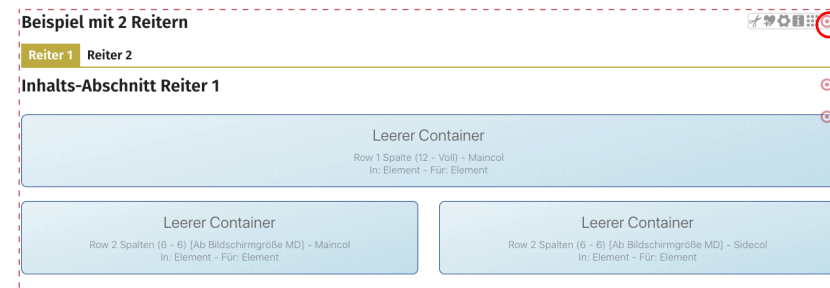 Beispiel mit 2 Reitern
Reiter 1 Reiter 2
Inhalts-Abschnitt Reiter 1
Leerer Container
Row 1 Spalte (12 - Voll) - Maincol
In: Element - Für: Element
Leerer Container
Row 2 Spalten (6 - 6) [Ab Bildschirmgröße MD] - Maincol
In: Element - Für: Element
Leerer Container
Row 2 Spalten (6 - 6) [Ab Bildschirmgröße MD] - Sidecol
In: Element - Für: Element